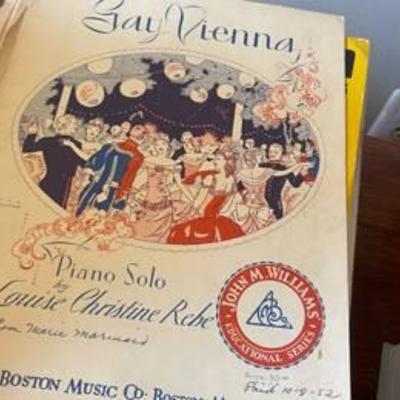 Gay Vienna
Piano Solo
by
Louise Christine Rebe
JOHN M. WILLIAMS
EDUCATIONAL SERIES
Marie
Paid 10-9-52
BOSTON MUSIC CO. BOSTON,